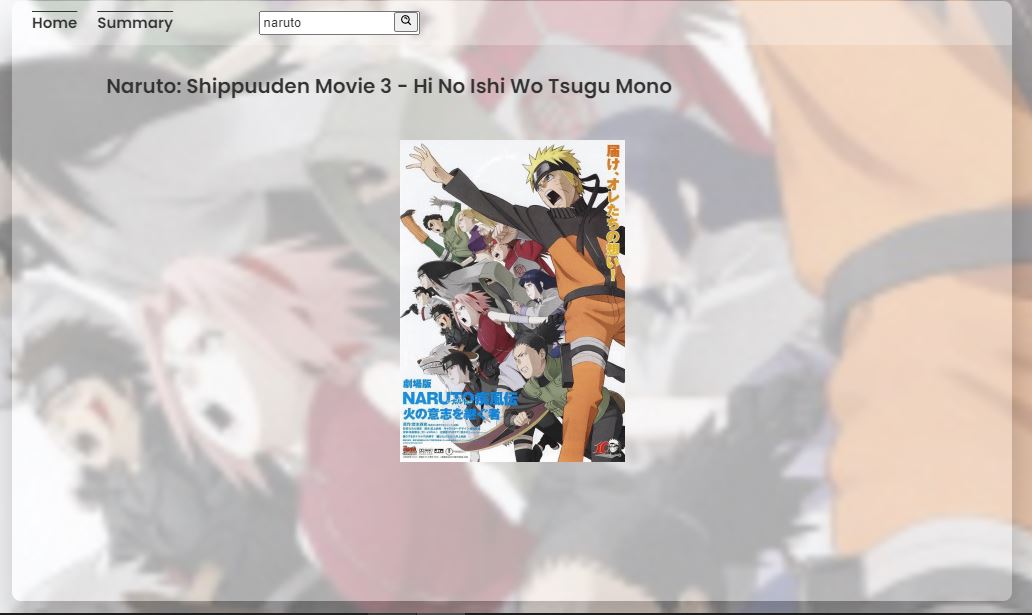 Home
Summary
naruto
Naruto: Shippuuden Movie 3 - Hi No Ishi Wo Tsugu Mono
届け、オレたちの想い!
劇場版
NARUTO疾風伝
火の意志を継ぐ者